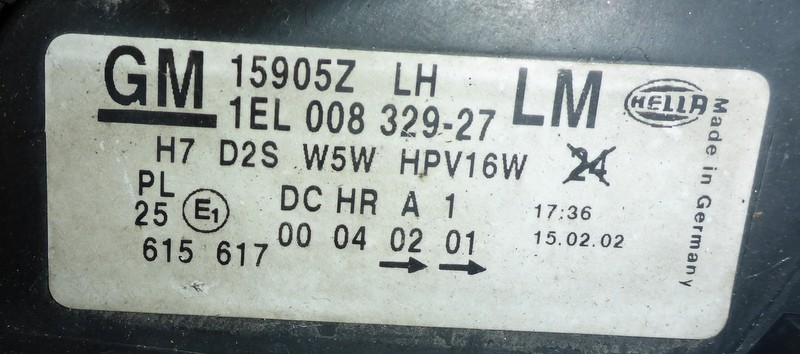 GM 15905Z LH LM HELLA
1EL 008 329-27
H7 D2S W5W HPV16W 24
PL
25 E1 DC HR A 1 17:36
615 617 00 04 02 01 15.02.02
Made in Germany